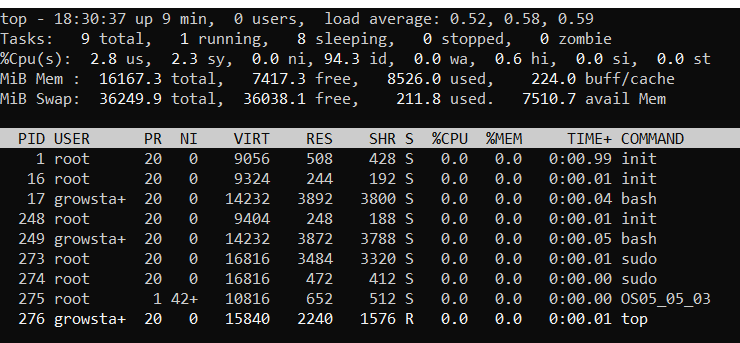 top - 18:30:37 up 9 min,  0 users,  load average: 0.52, 0.58, 0.59
Tasks:   9 total,   1 running,   8 sleeping,   0 stopped,   0 zombie
%Cpu(s):  2.8 us,  2.3 sy,  0.0 ni, 94.3 id,  0.0 wa,  0.6 hi,  0.0 si,  0.0 st
MiB Mem :  16167.3 total,   7417.3 free,   8526.0 used,    224.0 buff/cache
MiB Swap:  36249.9 total,  36038.1 free,    211.8 used.   7510.7 avail Mem
PID USER      PR  NI    VIRT    RES    SHR S  %CPU  %MEM     TIME+ COMMAND
1 root      20   0    9056    508    428 S   0.0   0.0   0:00.99 init
16 root      20   0    9324    244    192 S   0.0   0.0   0:00.01 init
17 growsta+  20   0   14232   3892   3800 S   0.0   0.0   0:00.04 bash
248 root      20   0    9404    248    188 S   0.0   0.0   0:00.01 init
249 growsta+  20   0   14232   3872   3788 S   0.0   0.0   0:00.05 bash
273 root      20   0   16816   3484   3320 S   0.0   0.0   0:00.01 sudo
274 root      20   0   16816    472    412 S   0.0   0.0   0:00.00 sudo
275 root       1 42+   10816    652    512 S   0.0   0.0   0:00.00 OS05_05_03
276 growsta+  20   0   15840   2240   1576 R   0.0   0.0   0:00.01 top